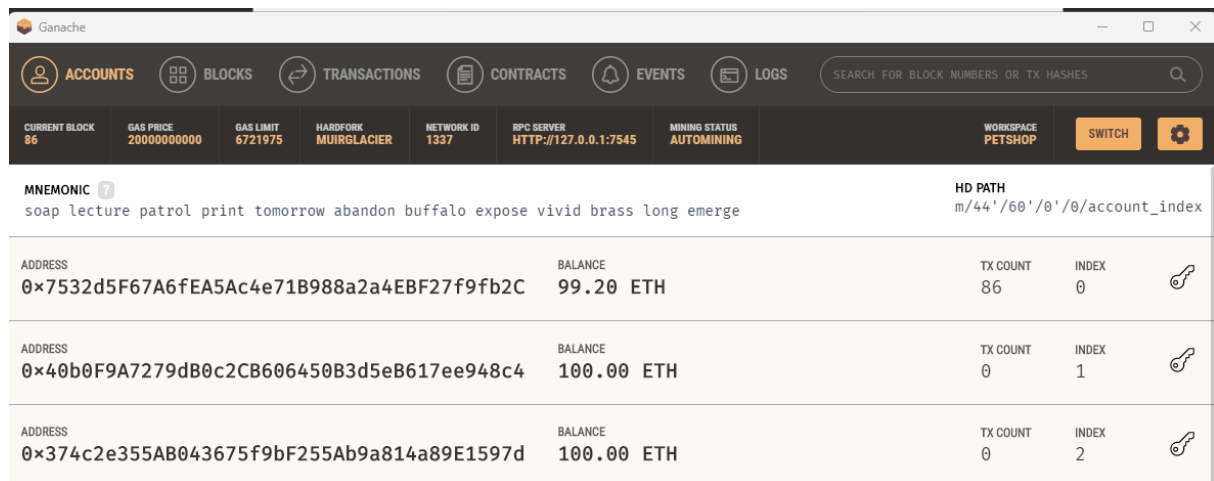 Ganache
ACCOUNTS BLOCKS TRANSACTIONS CONTRACTS EVENTS LOGS SEARCH FOR BLOCK NUMBERS OR TX HASHES
CURRENT BLOCK GAS PRICE GAS LIMIT HARDFORK NETWORK ID RPC SERVER MINING STATUS WORKSPACE
86 20000000000 6721975 MUIRGLACIER 1337 HTTP://127.0.0.1:7545 AUTOMINING PETSHOP SWITCH
MNEMONIC ? HD PATH
soap lecture patrol print tomorrow abandon buffalo expose vivid brass long emerge m/44'/60'/0'/0/account_index
ADDRESS BALANCE TX COUNT INDEX
0×7532d5F67A6fEA5Ac4e71B988a2a4EBF27f9fb2C 99.20 ETH 86 0
ADDRESS BALANCE TX COUNT INDEX
0×40b0F9A7279dB0c2CB606450B3d5eB617ee948c4 100.00 ETH 0 1
ADDRESS BALANCE TX COUNT INDEX
0×374c2e355AB043675f9bF255Ab9a814a89E1597d 100.00 ETH 0 2